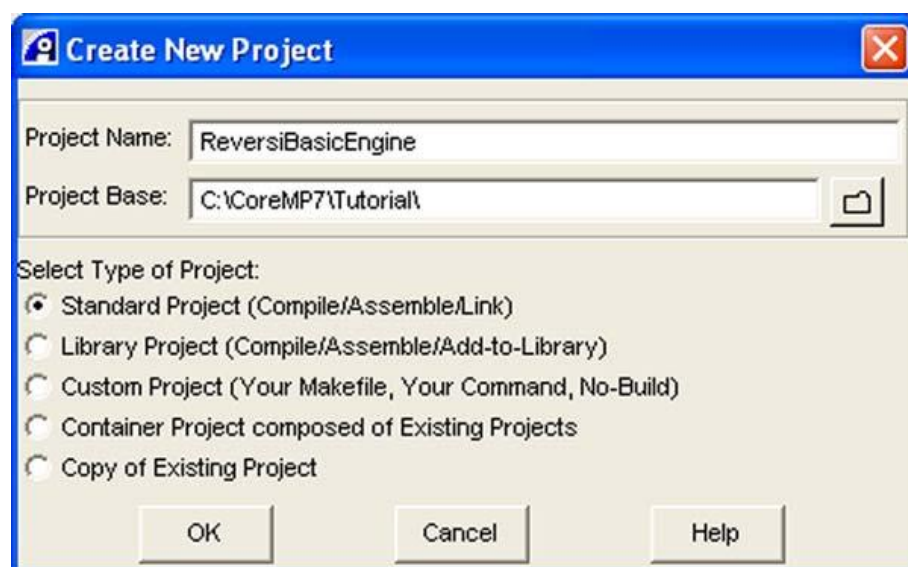 Create New Project
Project Name: ReversiBasicEngine
Project Base: C:\CoreMP7\Tutorial\
Select Type of Project:
Standard Project (Compile/Assemble/Link)
Library Project (Compile/Assemble/Add-to-Library)
Custom Project (Your Makefile, Your Command, No-Build)
Container Project composed of Existing Projects
Copy of Existing Project
OK Cancel Help